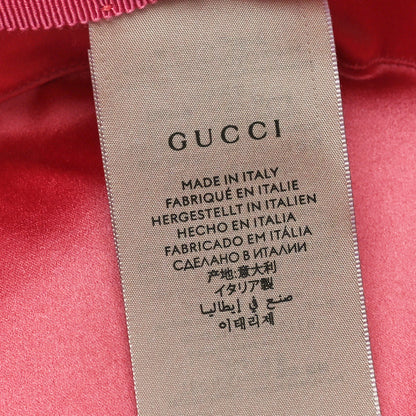 GUCCI
MADE IN ITALY
FABRIQUÉ EN ITALIE
HERGESTELLT IN ITALIEN
HECHO EN ITALIA
FABRICADO EM ITÁLIA
СДЕЛАНО В ИТАЛИИ
产地:意大利
イタリア製
صنع في إيطاليا
이태리제